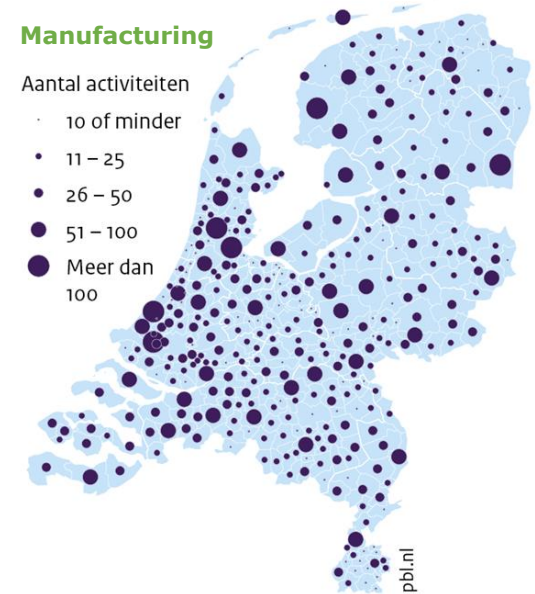 Manufacturing
Aantal activiteiten
10 of minder
11 – 25
26 – 50
51 – 100
Meer dan
100
pbl.nl